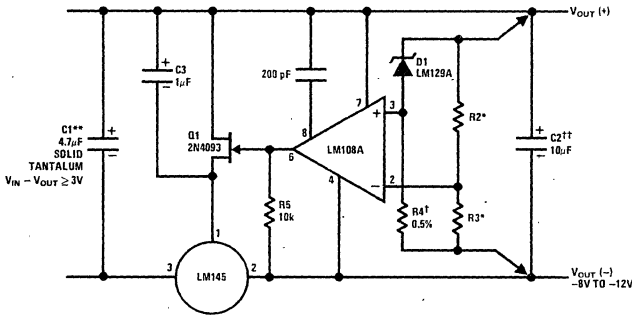 VOUT (+)
C3
1µF
+
−
200 pF
D1
LM129A
7
3
+
R2*
C1**
4.7µF
SOLID
TANTALUM
VIN − VOUT ≥ 3V
+
−
Q1
2N4093
8
6
LM108A
C2††
10µF
+
−
4
−
2
R5
10k
R4†
0.5%
R3*
1
3
LM145
2
VOUT (−)
−8V TO −12V